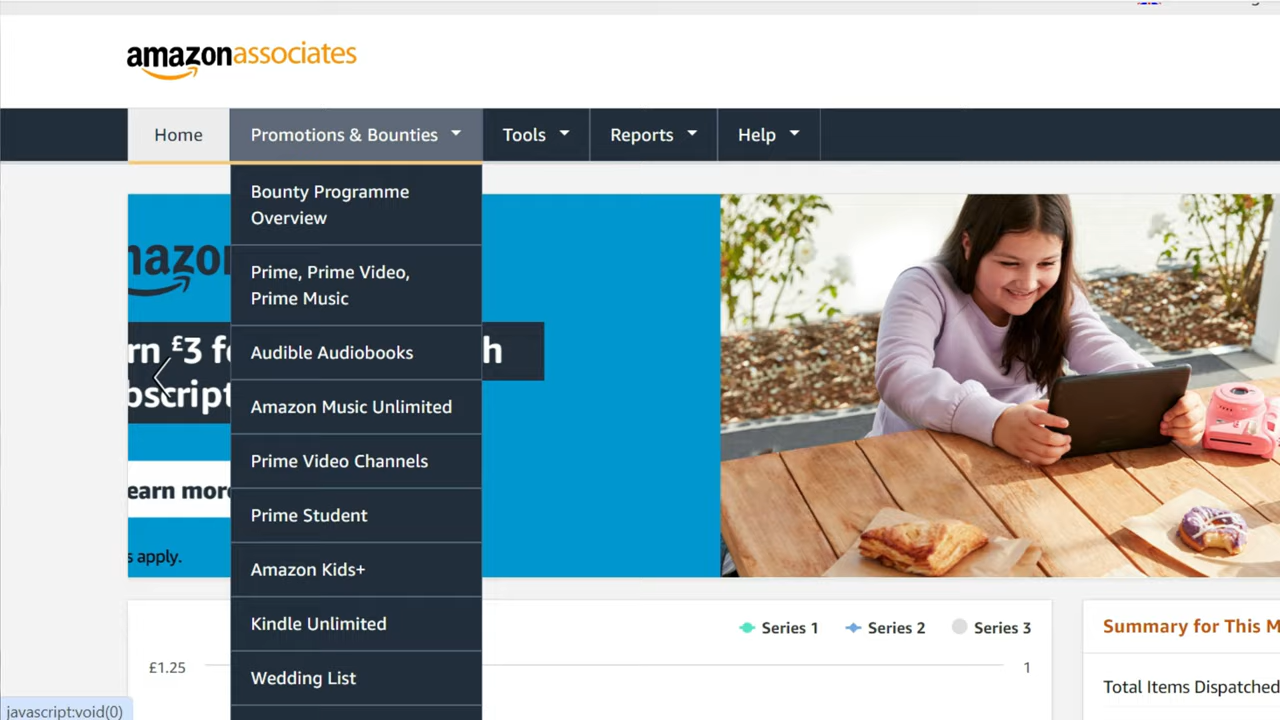 amazonassociates
Home
Promotions & Bounties
Tools
Reports
Help
Bounty Programme
Overview
Prime, Prime Video,
Prime Music
Audible Audiobooks
Amazon Music Unlimited
Prime Video Channels
Prime Student
Amazon Kids+
Kindle Unlimited
Wedding List
£3
apply.
Series 1
Series 2
Series 3
£1.25
1
Summary for This
Total Items Dispatched
javascript:void(0)